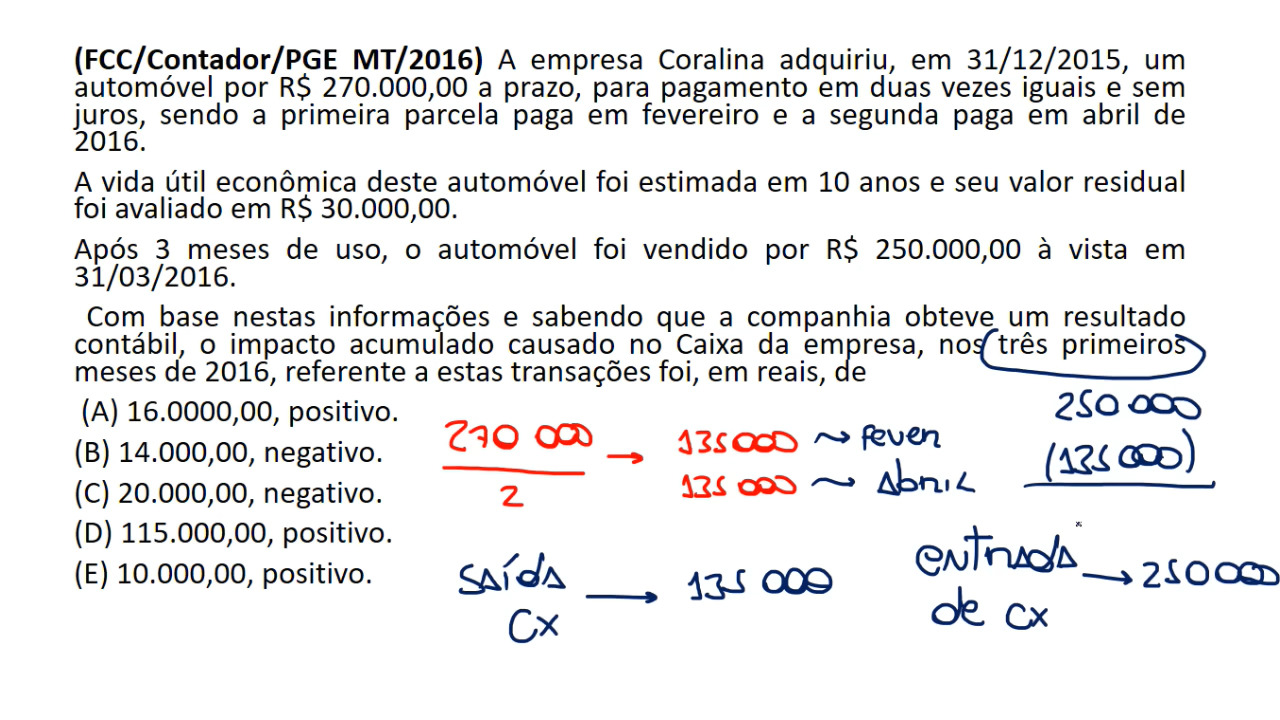 (FCC/Contador/PGE MT/2016) A empresa Coralina adquiriu, em 31/12/2015, um
automóvel por R$ 270.000,00 a prazo, para pagamento em duas vezes iguais e sem
juros, sendo a primeira parcela paga em fevereiro e a segunda paga em abril de
2016.
A vida útil econômica deste automóvel foi estimada em 10 anos e seu valor residual
foi avaliado em R$ 30.000,00.
Após 3 meses de uso, o automóvel foi vendido por R$ 250.000,00 à vista em
31/03/2016.
Com base nestas informações e sabendo que a companhia obteve um resultado
contábil, o impacto acumulado causado no Caixa da empresa, nos três primeiros
meses de 2016, referente a estas transações foi, em reais, de
(A) 16.0000,00, positivo.
(B) 14.000,00, negativo.
(C) 20.000,00, negativo.
(D) 115.000,00, positivo.
(E) 10.000,00, positivo.
270 000
2
→ 135000 ~> fever
135 000 ~> Abril
250 000
(135 000)
saída
Cx
→ 135 000
entrada
de cx
→ 250000